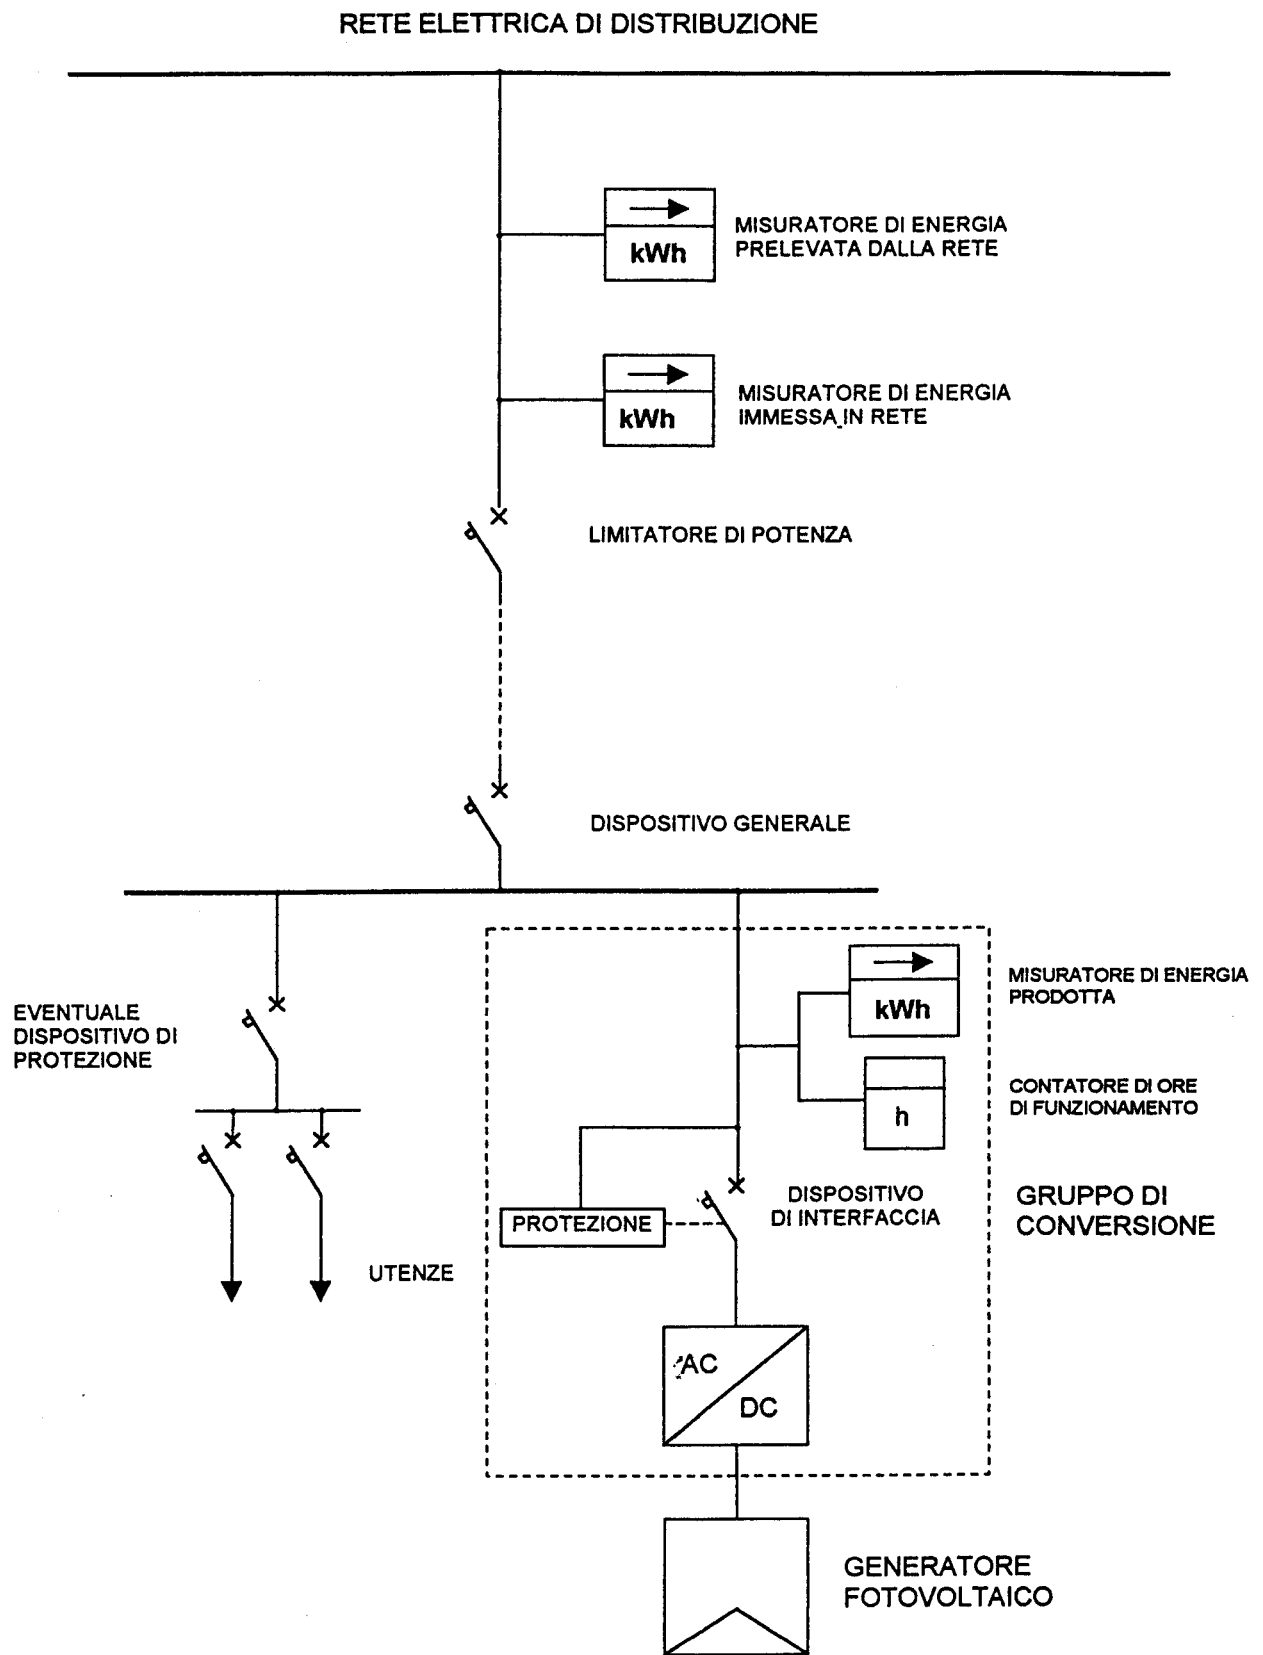 RETE ELETTRICA DI DISTRIBUZIONE
kWh
MISURATORE DI ENERGIA
PRELEVATA DALLA RETE
kWh
MISURATORE DI ENERGIA
IMMESSA IN RETE
LIMITATORE DI POTENZA
DISPOSITIVO GENERALE
kWh
MISURATORE DI ENERGIA
PRODOTTA
EVENTUALE
DISPOSITIVO DI
PROTEZIONE
h
CONTATORE DI ORE
DI FUNZIONAMENTO
PROTEZIONE
DISPOSITIVO
DI INTERFACCIA
GRUPPO DI
CONVERSIONE
UTENZE
AC
DC
GENERATORE
FOTOVOLTAICO